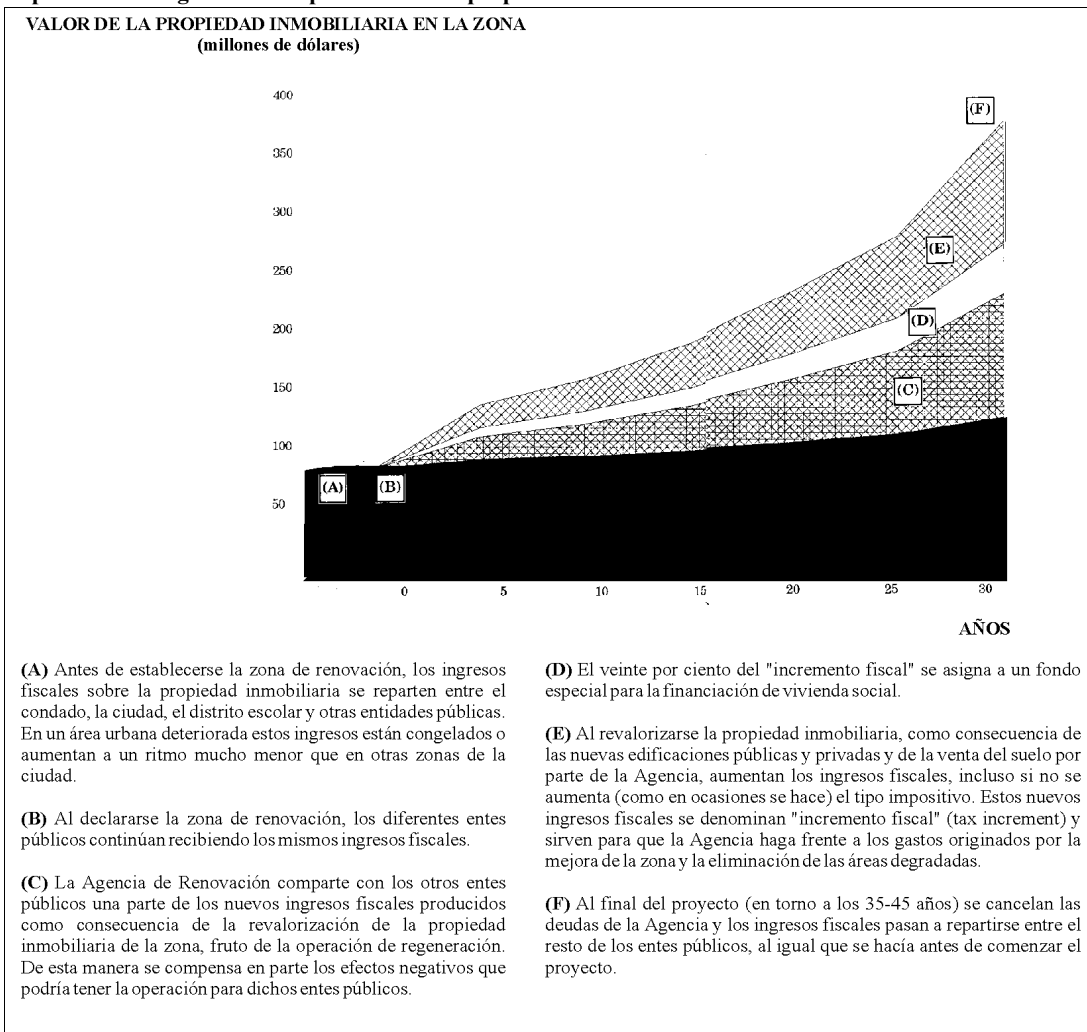 VALOR DE LA PROPIEDAD INMOBILIARIA EN LA ZONA
(millones de dólares)
400
350
300
250
200
150
100
50
(F)
(E)
(D)
(C)
(A)
(B)
0
5
10
15
20
25
30
AÑOS
(A) Antes de establecerse la zona de renovación, los ingresos
fiscales sobre la propiedad inmobiliaria se reparten entre el
condado, la ciudad, el distrito escolar y otras entidades públicas.
En un área urbana deteriorada estos ingresos están congelados o
aumentan a un ritmo mucho menor que en otras zonas de la
ciudad.
(B) Al declararse la zona de renovación, los diferentes entes
públicos continúan recibiendo los mismos ingresos fiscales.
(C) La Agencia de Renovación comparte con los otros entes
públicos una parte de los nuevos ingresos fiscales producidos
como consecuencia de la revalorización de la propiedad
inmobiliaria de la zona, fruto de la operación de regeneración.
De esta manera se compensa en parte los efectos negativos que
podría tener la operación para dichos entes públicos.
(D) El veinte por ciento del "incremento fiscal" se asigna a un fondo
especial para la financiación de vivienda social.
(E) Al revalorizarse la propiedad inmobiliaria, como consecuencia de
las nuevas edificaciones públicas y privadas y de la venta del suelo por
parte de la Agencia, aumentan los ingresos fiscales, incluso si no se
aumenta (como en ocasiones se hace) el tipo impositivo. Estos nuevos
ingresos fiscales se denominan "incremento fiscal" (tax increment) y
sirven para que la Agencia haga frente a los gastos originados por la
mejora de la zona y la eliminación de las áreas degradadas.
(F) Al final del proyecto (en torno a los 35-45 años) se cancelan las
deudas de la Agencia y los ingresos fiscales pasan a repartirse entre el
resto de los entes públicos, al igual que se hacía antes de comenzar el
proyecto.